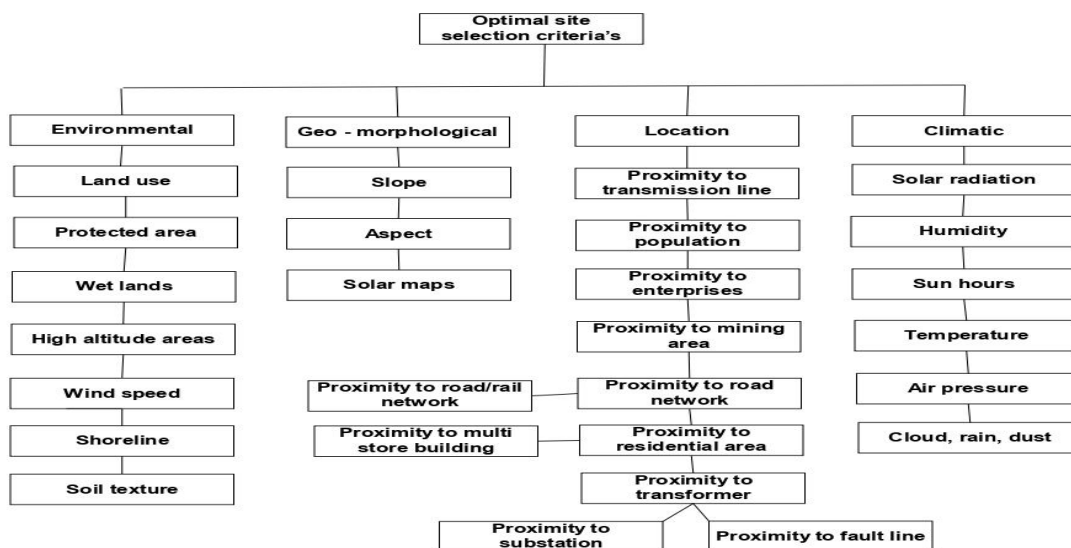 Optimal site
selection criteria's
Environmental
Land use
Protected area
Wet lands
High altitude areas
Wind speed
Shoreline
Soil texture
Geo - morphological
Slope
Aspect
Solar maps
Location
Proximity to
transmission line
Proximity to
population
Proximity to
enterprises
Proximity to mining
area
Proximity to road/rail
network
Proximity to road
network
Proximity to multi
store building
Proximity to
residential area
Proximity to
transformer
Proximity to
substation
Proximity to fault line
Climatic
Solar radiation
Humidity
Sun hours
Temperature
Air pressure
Cloud, rain, dust